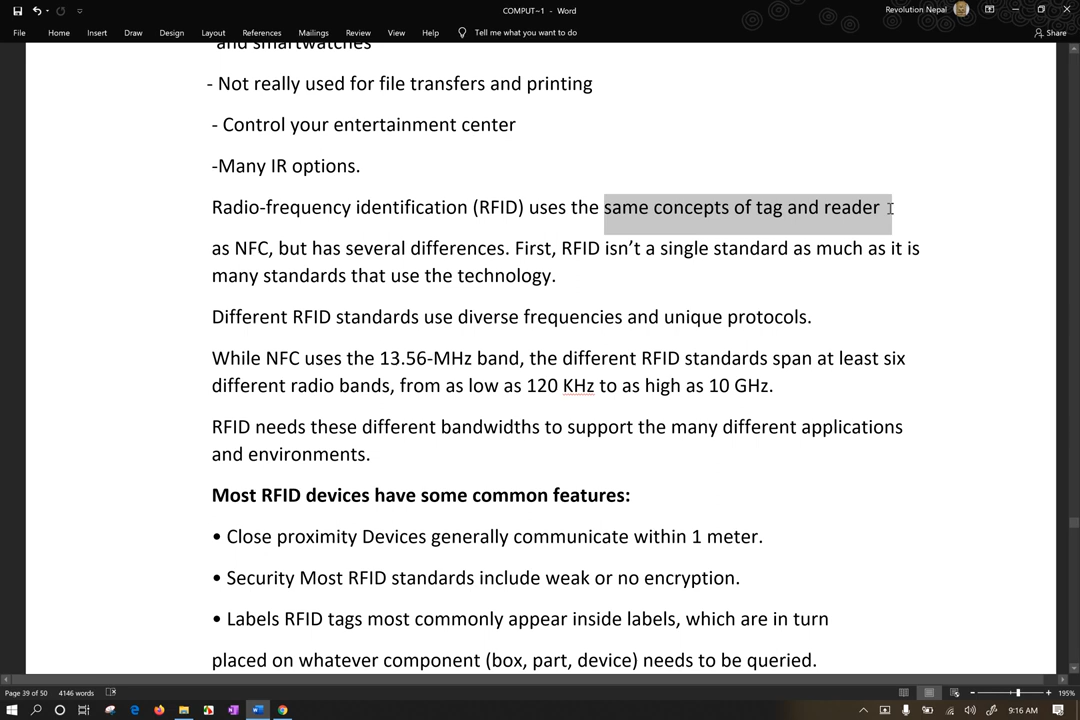 COMPUT~1 - Word
Revolution Nepal
File Home Insert Draw Design Layout References Mailings Review View Help Tell me what you want to do Share
and smartwatches
- Not really used for file transfers and printing
- Control your entertainment center
-Many IR options.
Radio-frequency identification (RFID) uses the same concepts of tag and reader
as NFC, but has several differences. First, RFID isn’t a single standard as much as it is
many standards that use the technology.
Different RFID standards use diverse frequencies and unique protocols.
While NFC uses the 13.56-MHz band, the different RFID standards span at least six
different radio bands, from as low as 120 KHz to as high as 10 GHz.
RFID needs these different bandwidths to support the many different applications
and environments.
Most RFID devices have some common features:
• Close proximity Devices generally communicate within 1 meter.
• Security Most RFID standards include weak or no encryption.
• Labels RFID tags most commonly appear inside labels, which are in turn
placed on whatever component (box, part, device) needs to be queried.
Page 39 of 50 4146 words 195%
9:16 AM